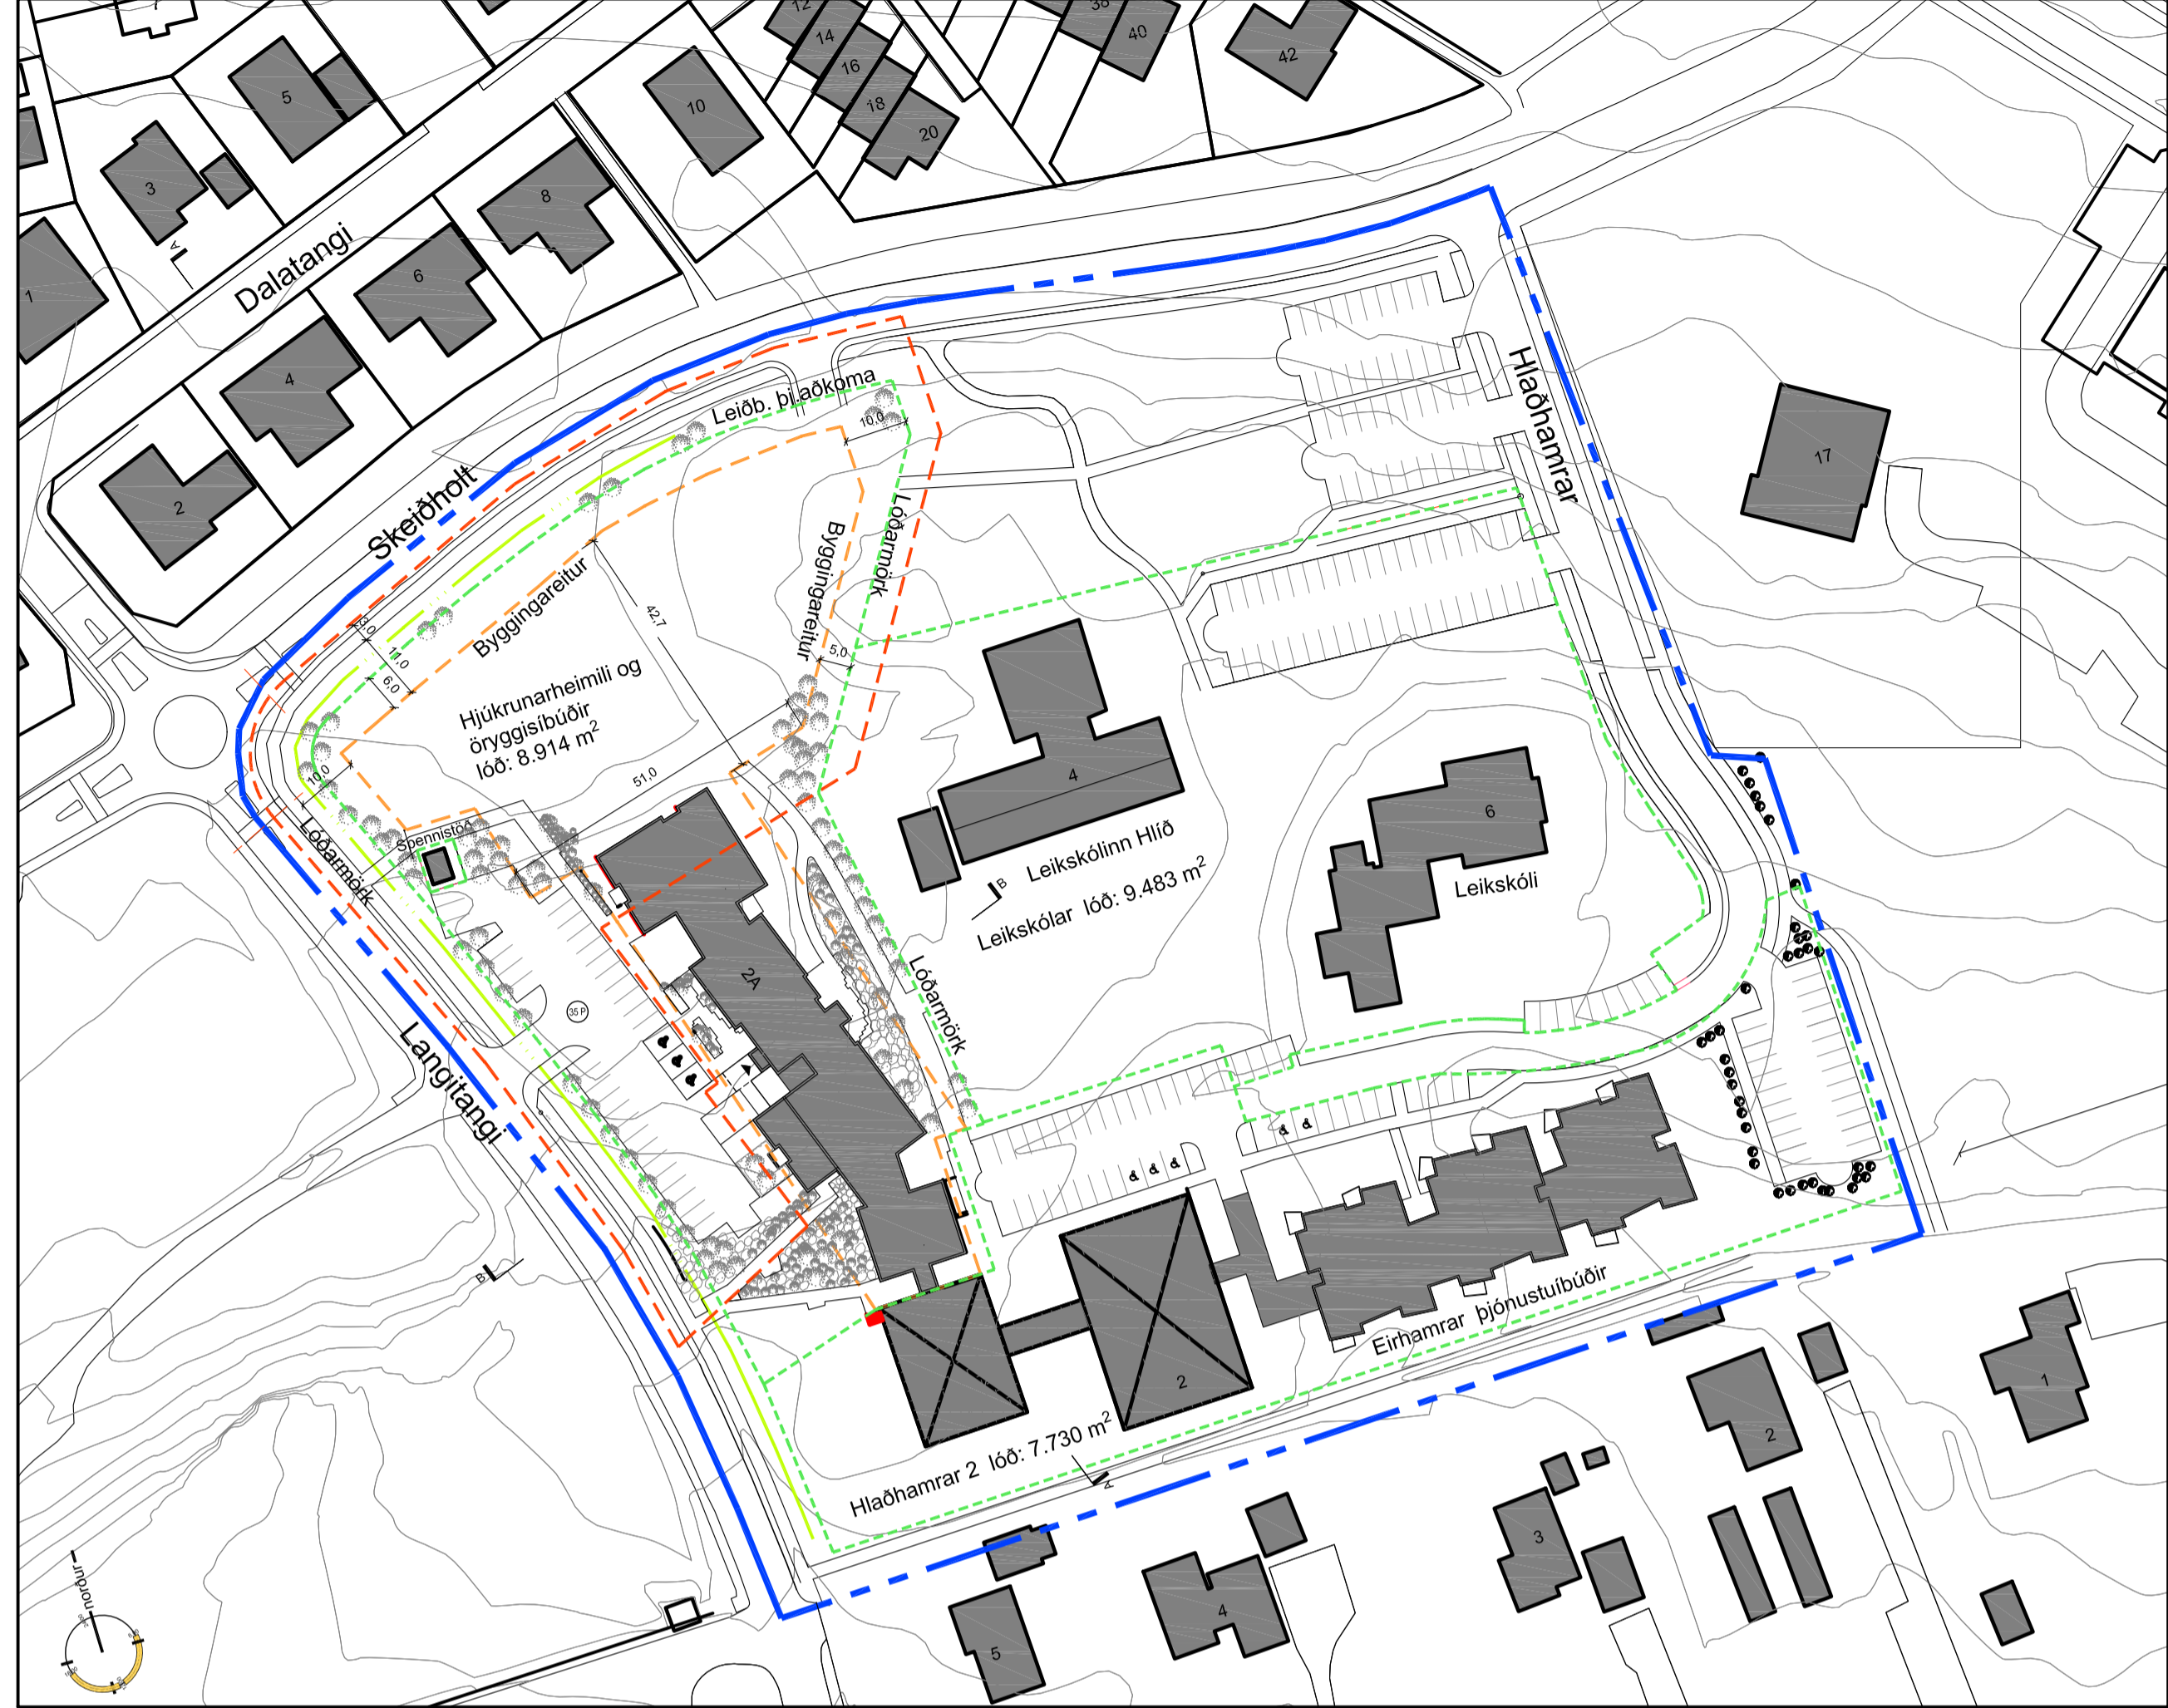 7
12
14
16
18
20
38
40
42
5
10
3
8
A
Dalatangi
6
1
4
2
Skeiðholt
Leiðb. þj.aðkoma
10,0
Hlaðhamrar
17
Lóðarmörk
Byggingareitur
Byggingareitur
42,7
3,0
11,0
6,0
5,0
Hjúkrunarheimili og
öryggisíbúðir
lóð: 8.914 m²
10,0
51,0
Spennistöð
Lóðarmörk
4
6
Leikskólinn Hlíð
B
Leikskóli
Leikskólar lóð: 9.483 m²
2A
35 P
Lóðarmörk
Langitangi
B
2
Eirhamrar þjónustuíbúðir
Hlaðhamrar 2 lóð: 7.730 m²
A
1
2
3
4
5
norður